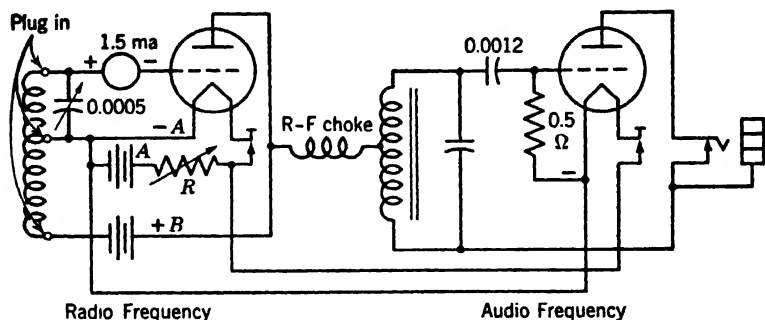 Plug in
+ 1.5 ma -
0.0005
-A
A
R
+B
R-F choke
0.0012
0.5
Ω
-
Radio Frequency
Audio Frequency